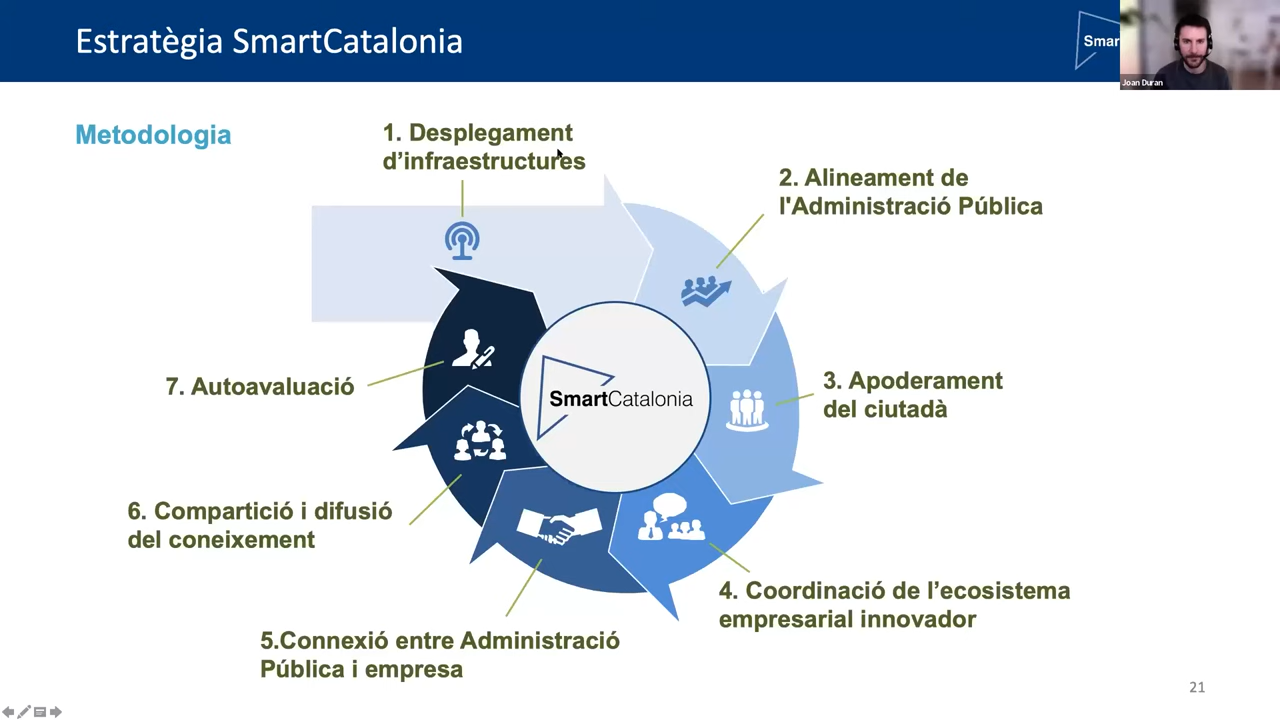 Estratègia SmartCatalonia
Smar
Joan Duran
Metodologia
1. Desplegament
d’infraestructures
2. Alineament de
l'Administració Pública
3. Apoderament
del ciutadà
SmartCatalonia
7. Autoavaluació
6. Compartició i difusió
del coneixement
4. Coordinació de l’ecosistema
empresarial innovador
5.Connexió entre Administració
Pública i empresa
21